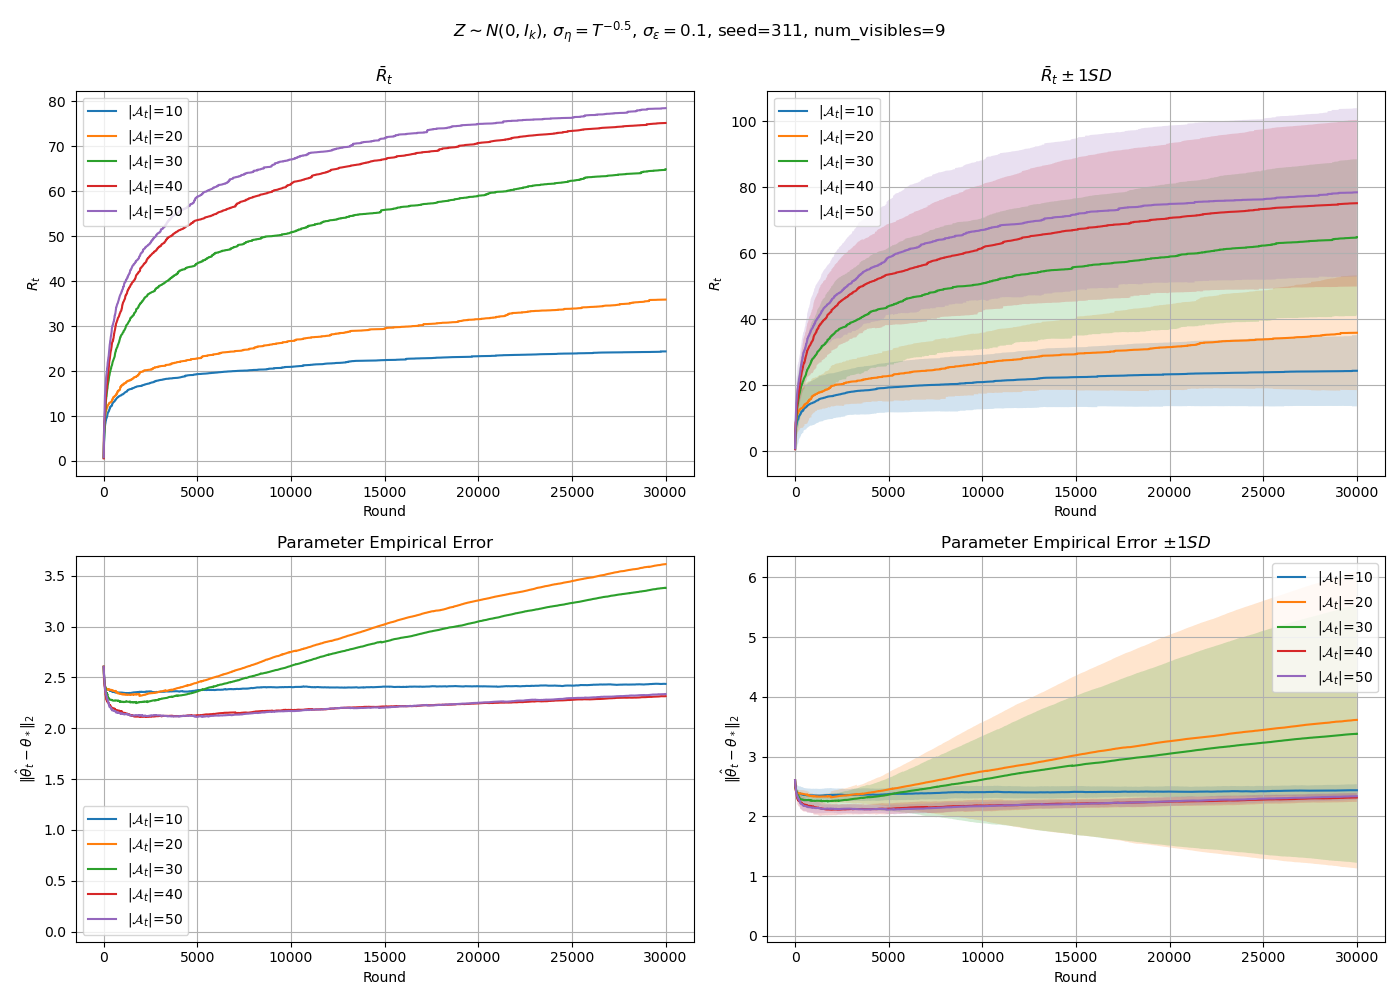 Z ∼ N(0, I_k), σ_η = T^{−0.5}, σ_ε = 0.1, seed=311, num_visibles=9
R̄_t
R_t
80
70
60
50
40
30
20
10
0
|𝒜_t|=10
|𝒜_t|=20
|𝒜_t|=30
|𝒜_t|=40
|𝒜_t|=50
0 5000 10000 15000 20000 25000 30000
Round
R̄_t ± 1SD
R_t
100
80
60
40
20
0
|𝒜_t|=10
|𝒜_t|=20
|𝒜_t|=30
|𝒜_t|=40
|𝒜_t|=50
0 5000 10000 15000 20000 25000 30000
Round
Parameter Empirical Error
‖θ̂_t − θ_*‖_2
3.5
3.0
2.5
2.0
1.5
1.0
0.5
0.0
|𝒜_t|=10
|𝒜_t|=20
|𝒜_t|=30
|𝒜_t|=40
|𝒜_t|=50
0 5000 10000 15000 20000 25000 30000
Round
Parameter Empirical Error ±1SD
‖θ̂_t − θ_*‖_2
6
5
4
3
2
1
0
|𝒜_t|=10
|𝒜_t|=20
|𝒜_t|=30
|𝒜_t|=40
|𝒜_t|=50
0 5000 10000 15000 20000 25000 30000
Round